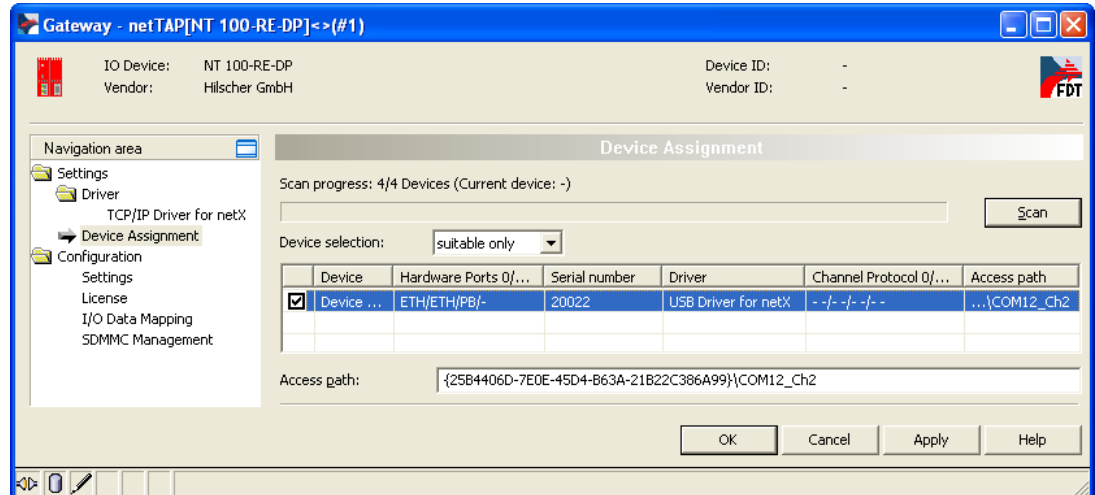 Gateway - netTAP[NT 100-RE-DP]<>(#1)
IO Device: NT 100-RE-DP Device ID: -
Vendor: Hilscher GmbH Vendor ID: -
FDT
Navigation area
Settings
Driver
TCP/IP Driver for netX
Device Assignment
Configuration
Settings
License
I/O Data Mapping
SDMMC Management
Device Assignment
Scan progress: 4/4 Devices (Current device: -)
Scan
Device selection: suitable only
Device Hardware Ports 0/... Serial number Driver Channel Protocol 0/... Access path
Device ... ETH/ETH/PB/- 20022 USB Driver for netX - -/- -/- -/- - ...\COM12_Ch2
Access path: {25B4406D-7E0E-45D4-B63A-21B22C386A99}\COM12_Ch2
OK Cancel Apply Help